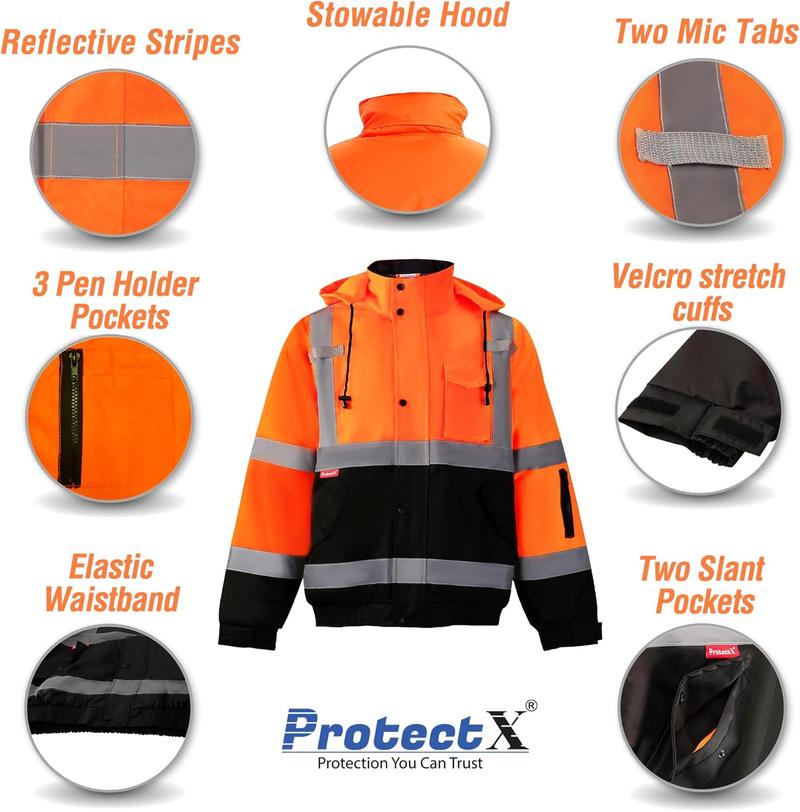 Reflective Stripes
Stowable Hood
Two Mic Tabs
3 Pen Holder
Pockets
Velcro stretch
cuffs
ProtectX
Elastic
Waistband
Two Slant
Pockets
ProtectX
ProtectX®
Protection You Can Trust